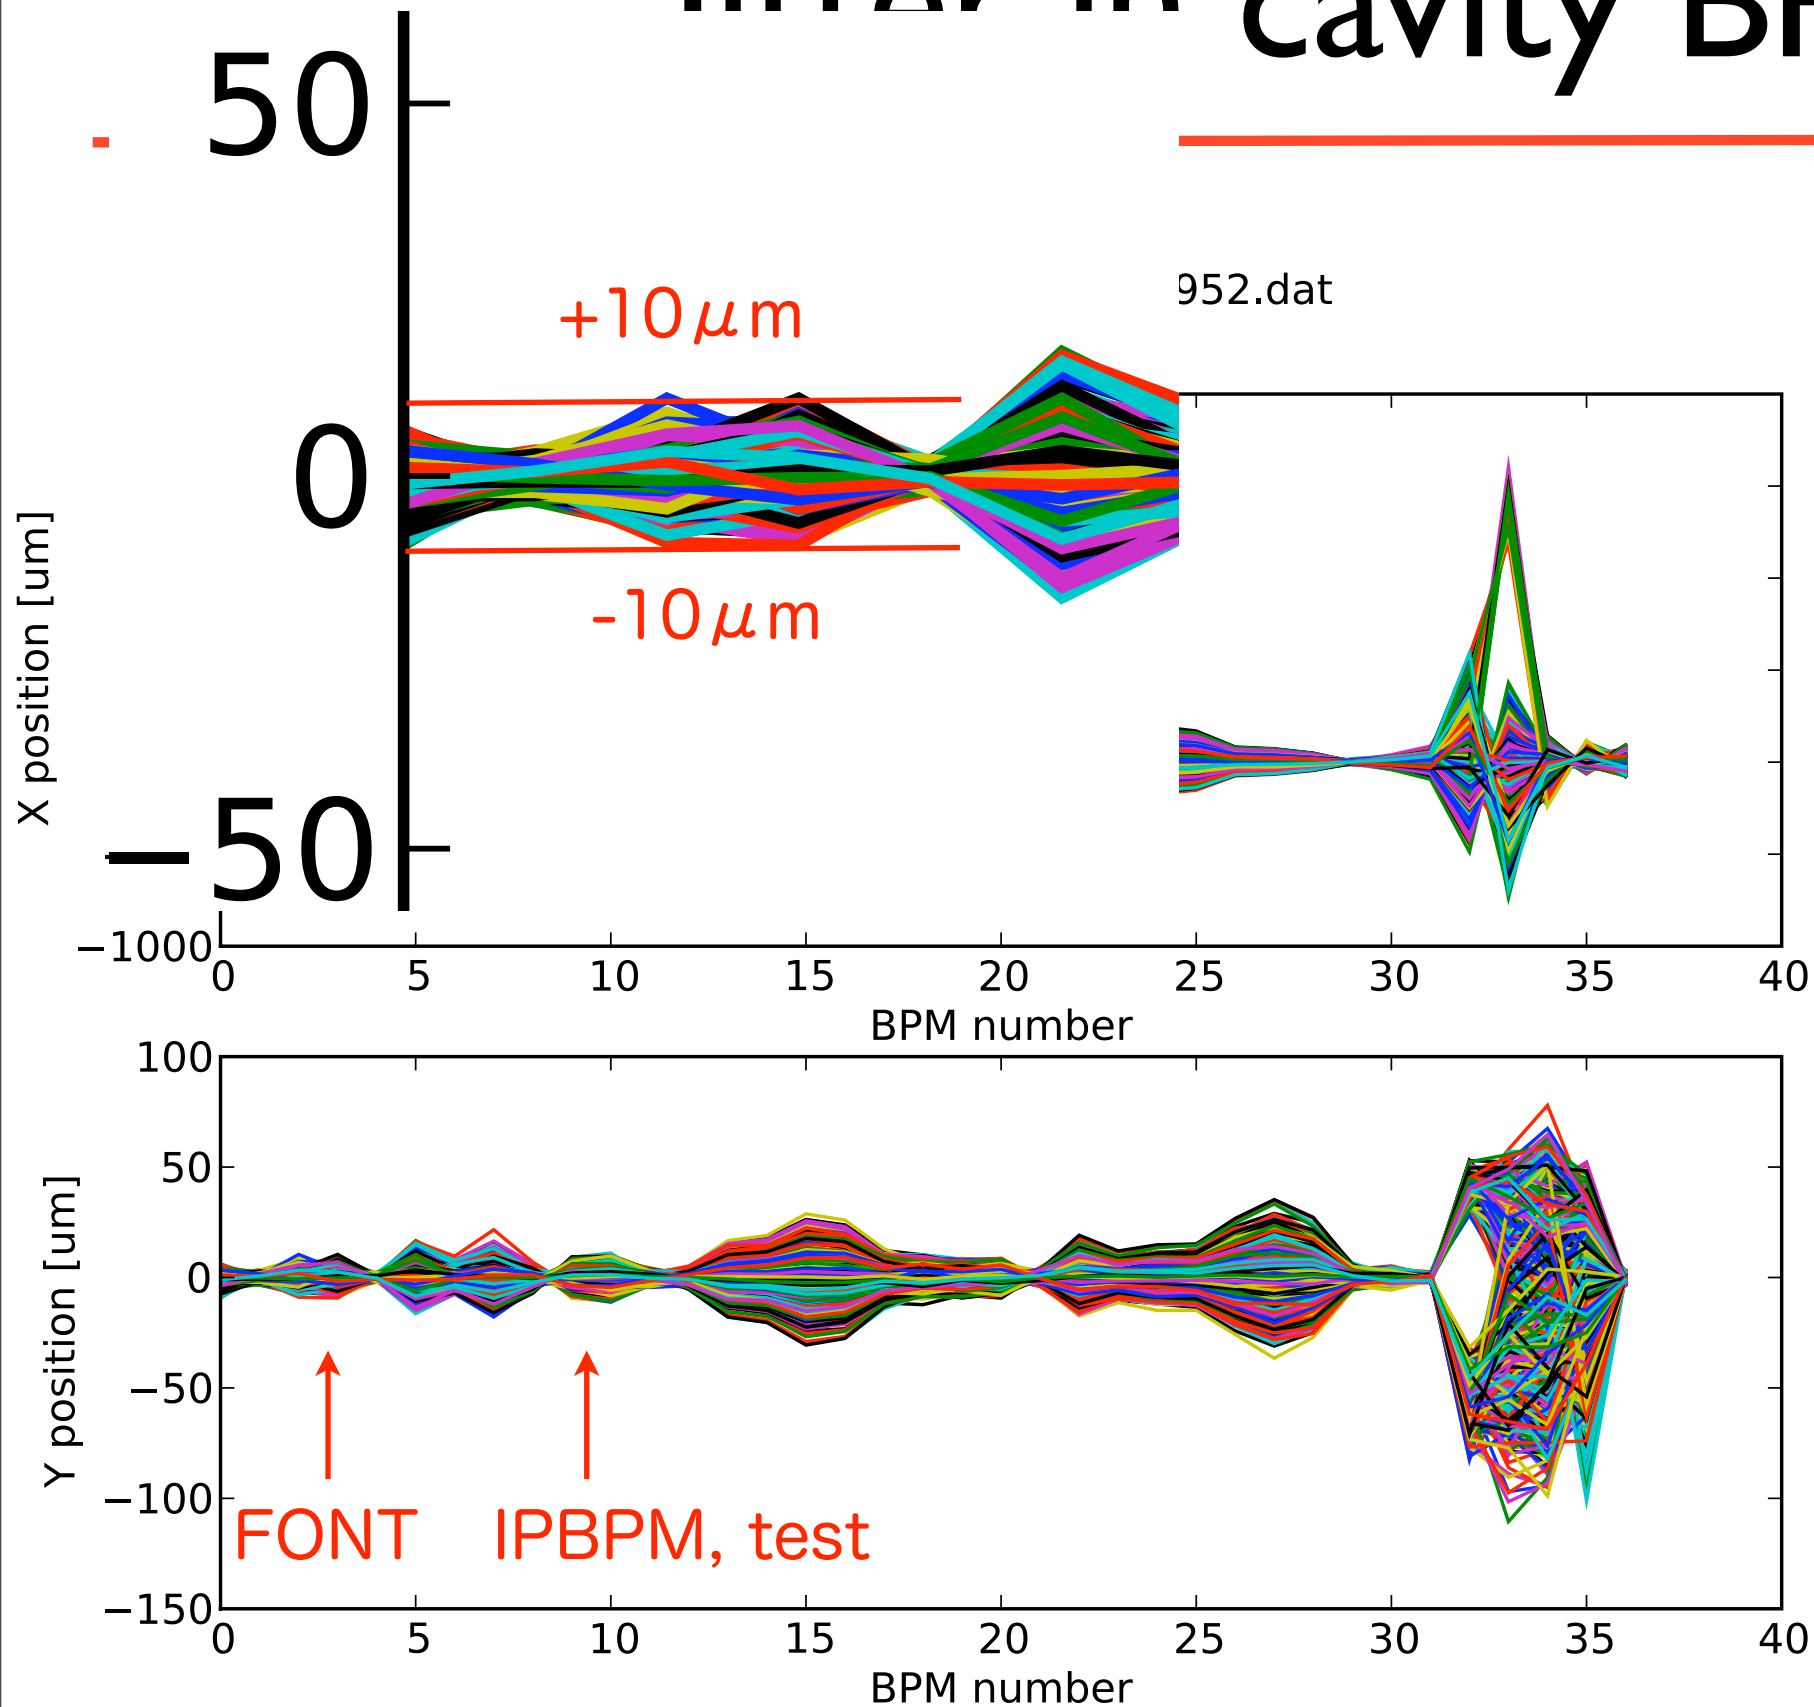 cavity
50
952.dat
+10μm
0
-10μm
−50
X position [um]
−1000
0 5 10 15 20 25 30 35 40
BPM number
100
50
0
−50
−100
−150
Y position [um]
FONT IPBPM, test
0 5 10 15 20 25 30 35 40
BPM number